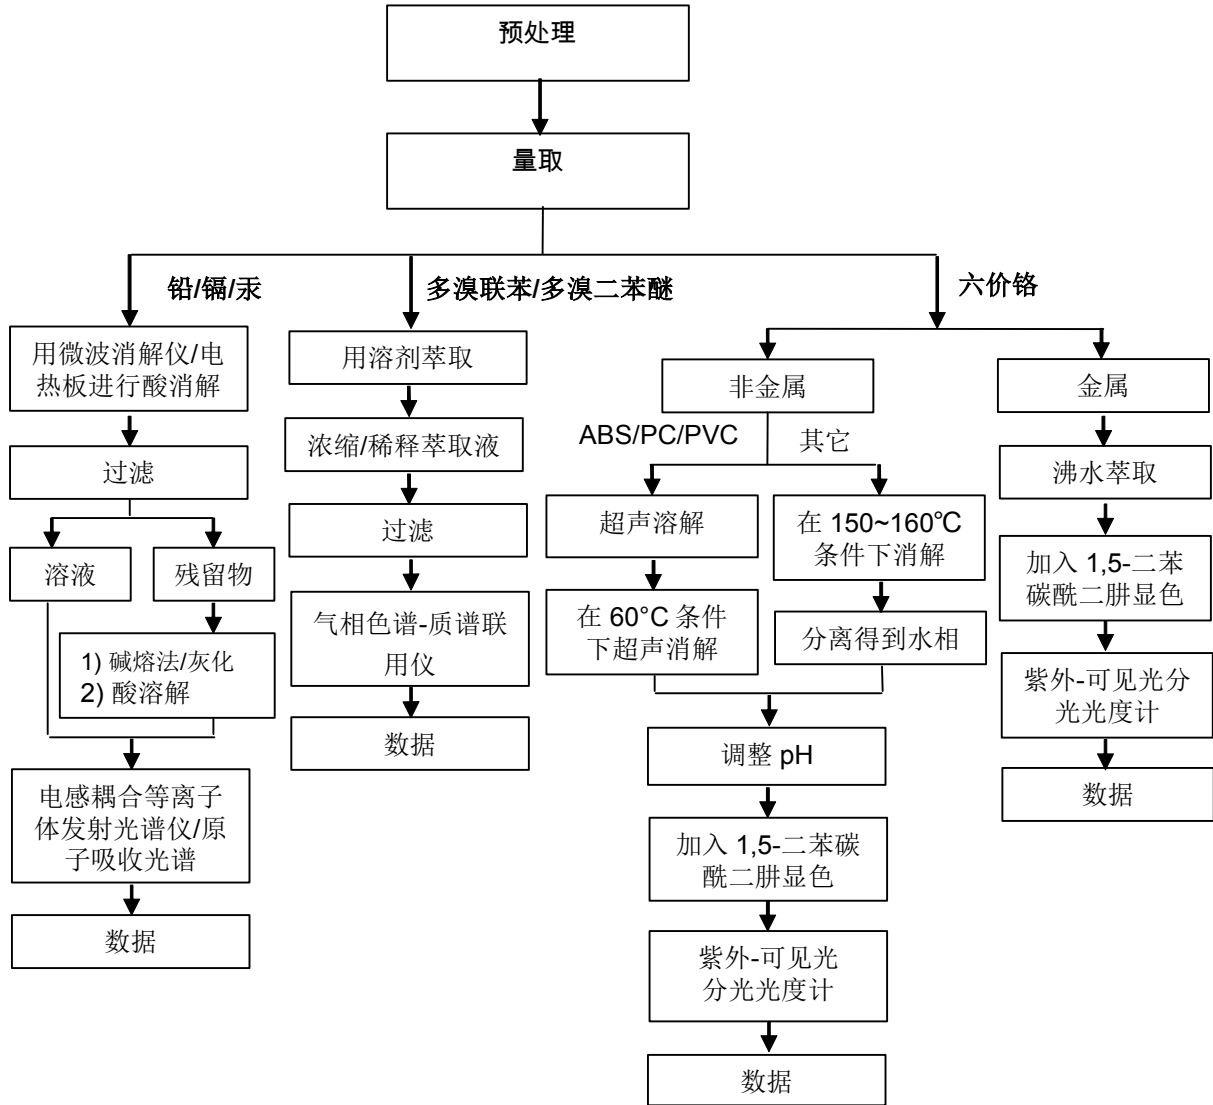 预处理
量取
铅/镉/汞
用微波消解仪/电
热板进行酸消解
过滤
溶液
残留物
1) 碱熔法/灰化
2) 酸溶解
电感耦合等离子
体发射光谱仪/原
子吸收光谱
数据
多溴联苯/多溴二苯醚
用溶剂萃取
浓缩/稀释萃取液
过滤
气相色谱-质谱联
用仪
数据
六价铬
非金属
ABS/PC/PVC
其它
超声溶解
在 60°C 条件
下超声消解
在 150~160℃
条件下消解
分离得到水相
调整 pH
加入 1,5-二苯碳
酰二肼显色
紫外-可见光
分光光度计
数据
金属
沸水萃取
加入 1,5-二苯
碳酰二肼显色
紫外-可见光分
光光度计
数据